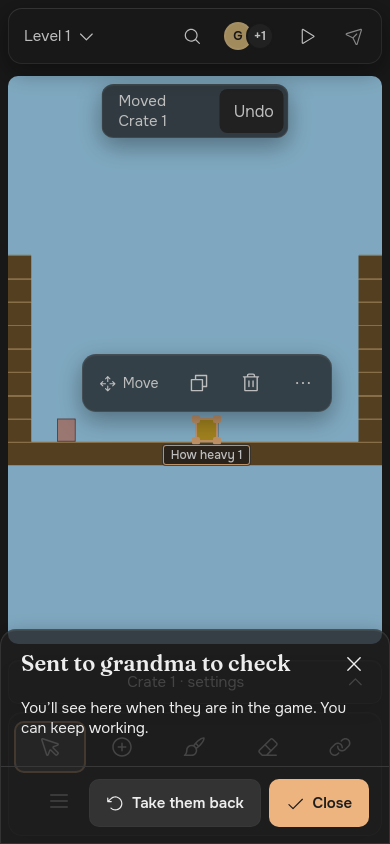 Level 1
G
+1
Moved
Crate 1
Undo
Move
How heavy 1
Sent to grandma to check
Crate 1 · settings
You’ll see here when they are in the game. You
can keep working.
Take them back
Close